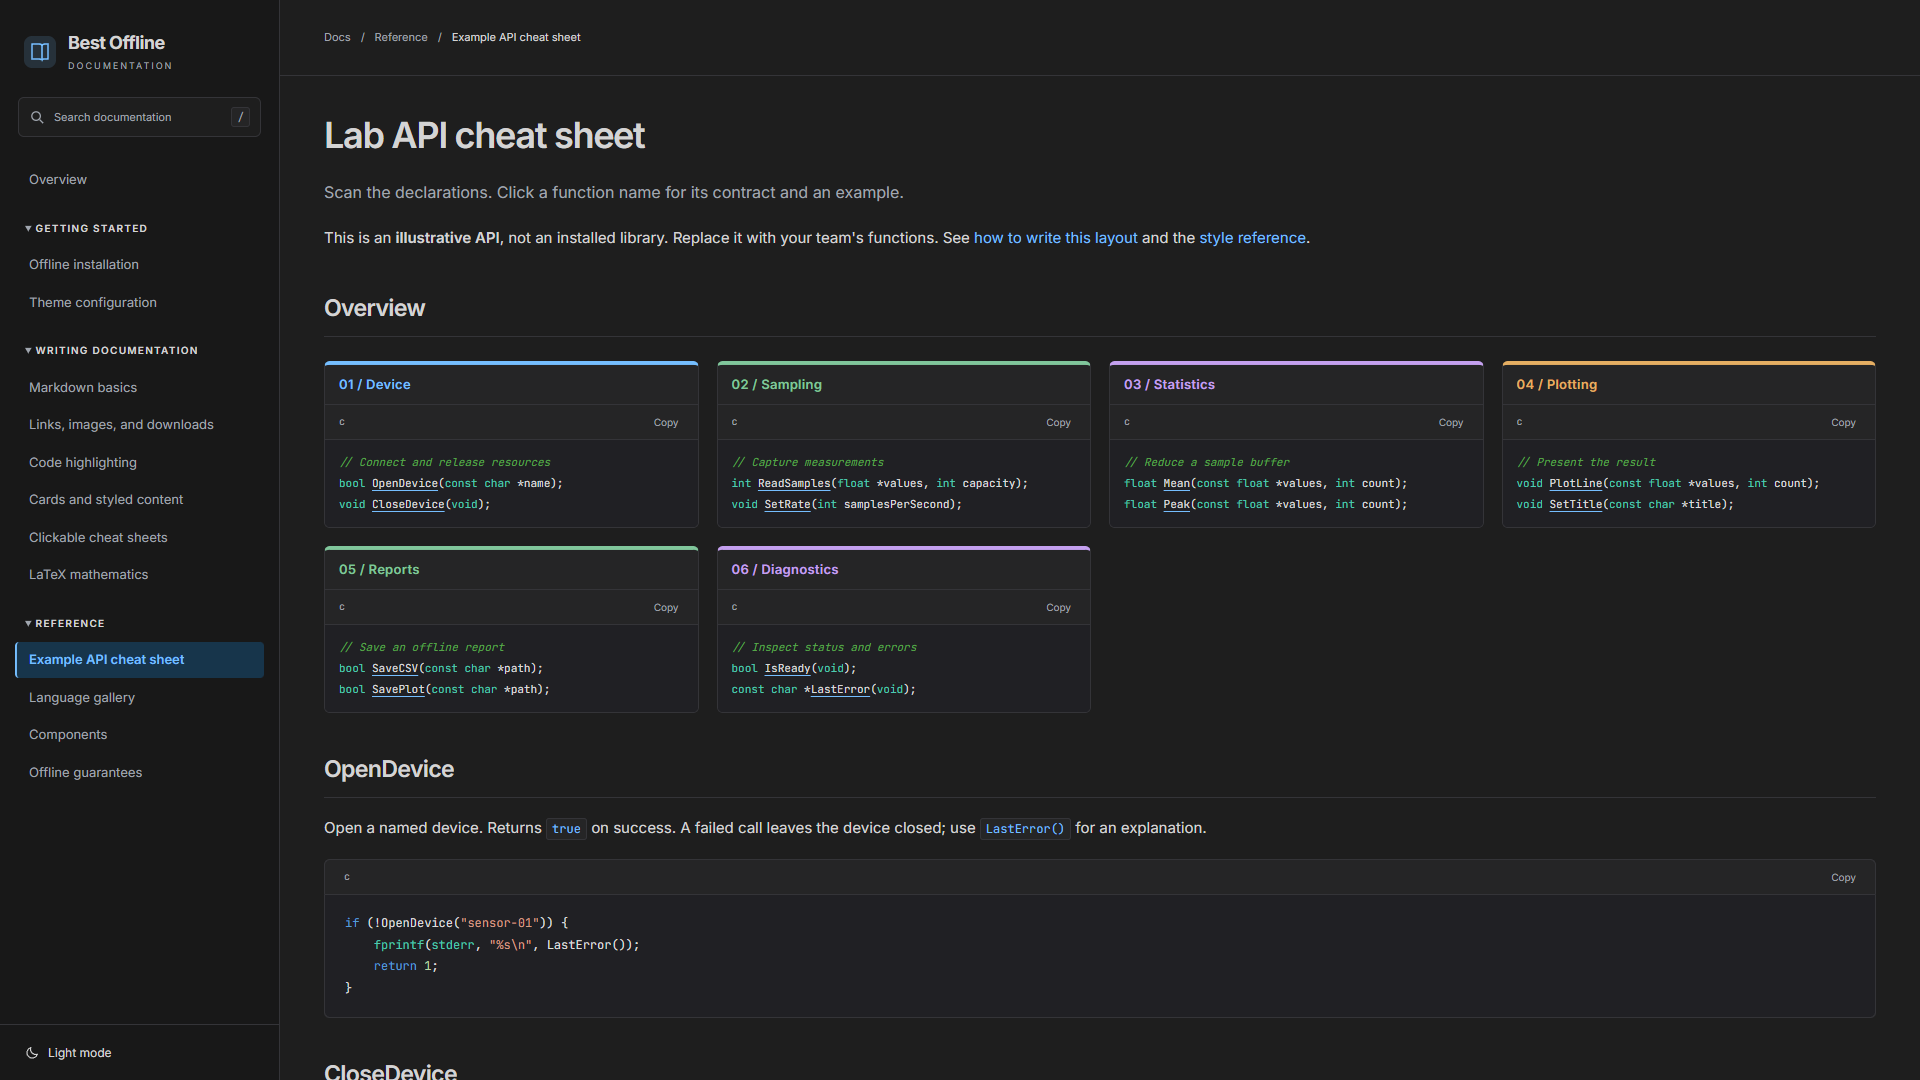 Best Offline
DOCUMENTATION
Search documentation /
Overview
GETTING STARTED
Offline installation
Theme configuration
WRITING DOCUMENTATION
Markdown basics
Links, images, and downloads
Code highlighting
Cards and styled content
Clickable cheat sheets
LaTeX mathematics
REFERENCE
Example API cheat sheet
Language gallery
Components
Offline guarantees
Light mode
Docs / Reference / Example API cheat sheet
Lab API cheat sheet
Scan the declarations. Click a function name for its contract and an example.
This is an illustrative API, not an installed library. Replace it with your team's functions. See how to write this layout and the style reference.
Overview
01 / Device
c Copy
// Connect and release resources
bool OpenDevice(const char *name);
void CloseDevice(void);
02 / Sampling
c Copy
// Capture measurements
int ReadSamples(float *values, int capacity);
void SetRate(int samplesPerSecond);
03 / Statistics
c Copy
// Reduce a sample buffer
float Mean(const float *values, int count);
float Peak(const float *values, int count);
04 / Plotting
c Copy
// Present the result
void PlotLine(const float *values, int count);
void SetTitle(const char *title);
05 / Reports
c Copy
// Save an offline report
bool SaveCSV(const char *path);
bool SavePlot(const char *path);
06 / Diagnostics
c Copy
// Inspect status and errors
bool IsReady(void);
const char *LastError(void);
OpenDevice
Open a named device. Returns true on success. A failed call leaves the device closed; use LastError() for an explanation.
c Copy
if (!OpenDevice("sensor-01")) {
    fprintf(stderr, "%s\n", LastError());
    return 1;
}
CloseDevice